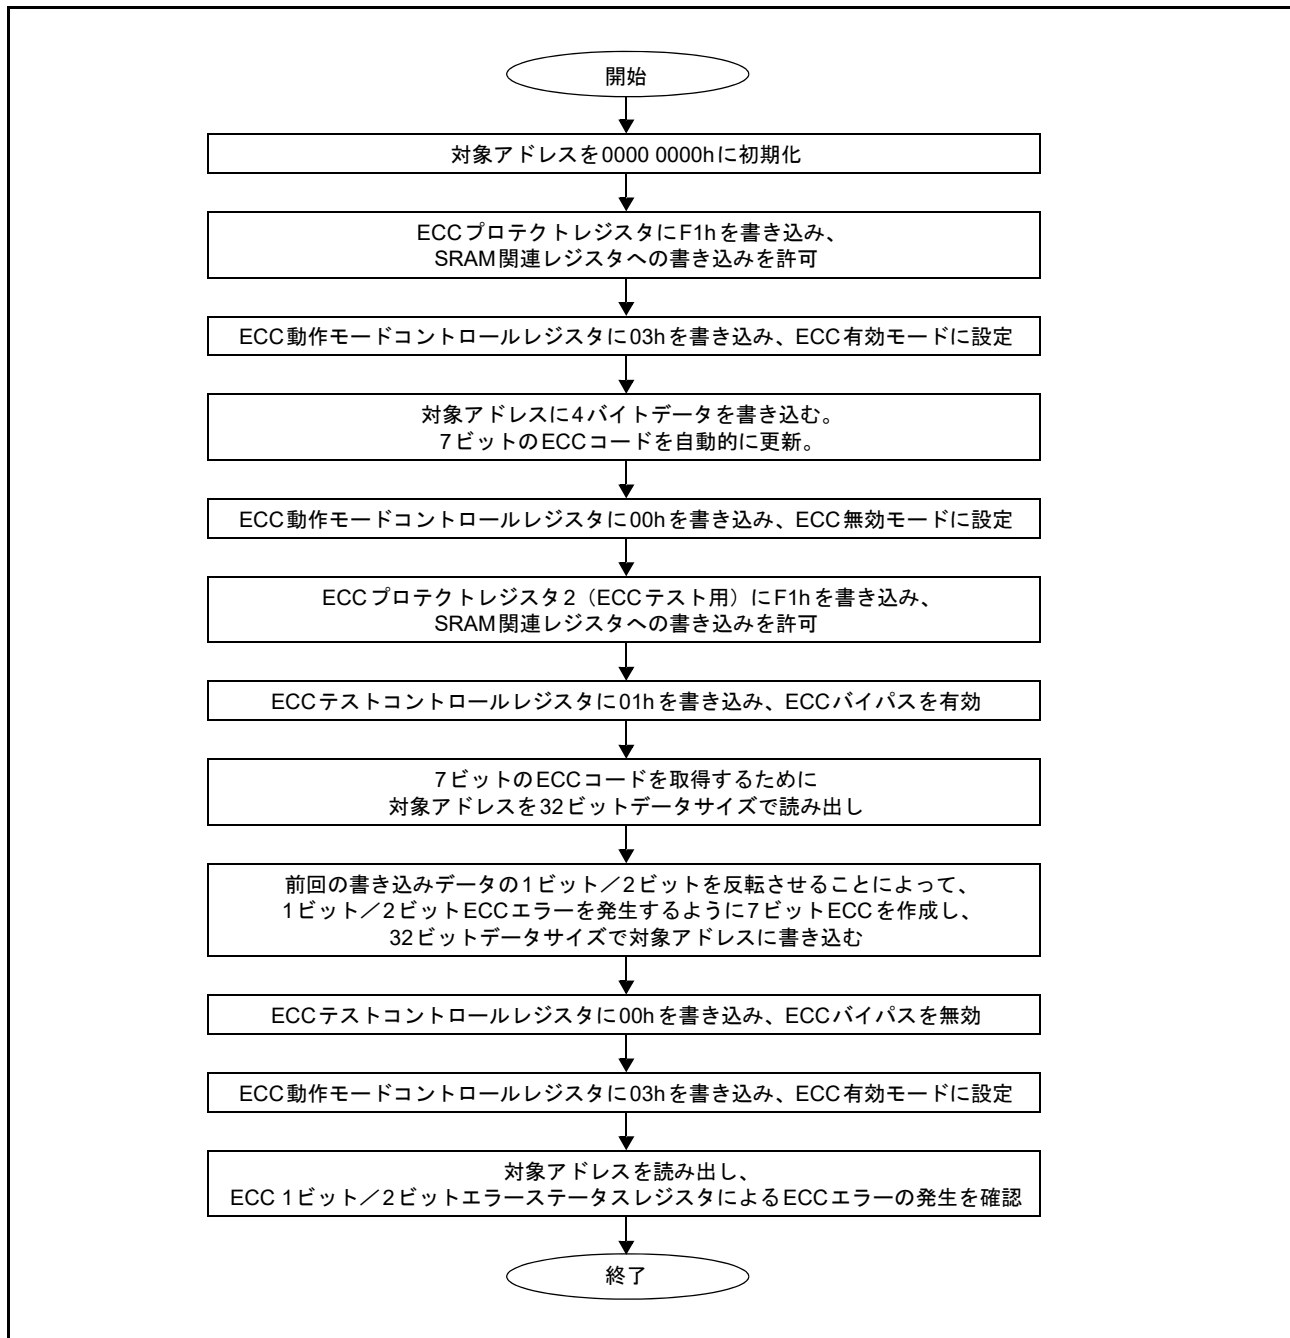 開始
対象アドレスを0000 0000hに初期化
ECCプロテクトレジスタにF1hを書き込み、
SRAM関連レジスタへの書き込みを許可
ECC動作モードコントロールレジスタに03hを書き込み、ECC有効モードに設定
対象アドレスに4バイトデータを書き込む。
7ビットのECCコードを自動的に更新。
ECC動作モードコントロールレジスタに00hを書き込み、ECC無効モードに設定
ECCプロテクトレジスタ2（ECCテスト用）にF1hを書き込み、
SRAM関連レジスタへの書き込みを許可
ECCテストコントロールレジスタに01hを書き込み、ECCバイパスを有効
7ビットのECCコードを取得するために
対象アドレスを32ビットデータサイズで読み出し
前回の書き込みデータの1ビット／2ビットを反転させることによって、
1ビット／2ビットECCエラーを発生するように7ビットECCを作成し、
32ビットデータサイズで対象アドレスに書き込む
ECCテストコントロールレジスタに00hを書き込み、ECCバイパスを無効
ECC動作モードコントロールレジスタに03hを書き込み、ECC有効モードに設定
対象アドレスを読み出し、
ECC 1ビット／2ビットエラーステータスレジスタによるECCエラーの発生を確認
終了